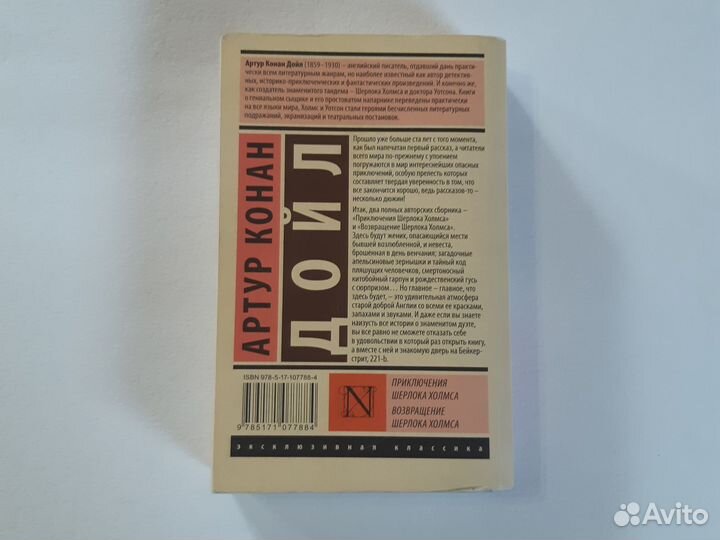 Артур Конан Дойл (1859–1930) – английский писатель, отдавший дань практи-
чески всем литературным жанрам, но наиболее известный как автор детектив-
ных, историко-приключенческих и фантастических произведений. И конечно же,
как создатель знаменитого тандема – Шерлока Холмса и доктора Уотсона. Книги
о гениальном сыщике и его простоватом напарнике переведены практически
на все языки мира, Холмс и Уотсон стали героями бесчисленных литературных
подражаний, экранизаций и театральных постановок.
АРТУР КОНАН
ДОЙЛ
Прошло уже больше ста лет с того момента,
как был напечатан первый рассказ, а читатели
всего мира по-прежнему с упоением
погружаются в мир интереснейших опасных
приключений, особую прелесть которых
составляет твердая уверенность в том, что
все закончится хорошо, ведь рассказов-то –
несколько дюжин!
Итак, два полных авторских сборника –
«Приключения Шерлока Холмса»
и «Возвращение Шерлока Холмса».
Здесь будут жених, опасающийся мести
бывшей возлюбленной, и невеста,
брошенная в день венчания; загадочные
апельсиновые зернышки и тайный код
пляшущих человечков, смертоносный
китобойный гарпун и рождественский гусь
с сюрпризом... Но главное – главное, что
здесь будет, – это удивительная атмосфера
старой доброй Англии со всеми ее красками,
запахами и звуками. И даже если вы знаете
наизусть все истории о знаменитом дуэте,
вы все равно не сможете отказать себе
в удовольствии в который раз открыть книгу,
а вместе с ней и знакомую дверь на Бейкер-
стрит, 221-b.
ISBN 978-5-17-107788-4
9 785171 077884
N
ПРИКЛЮЧЕНИЯ
ШЕРЛОКА ХОЛМСА
ВОЗВРАЩЕНИЕ
ШЕРЛОКА ХОЛМСА
эксклюзивная классика
Avito